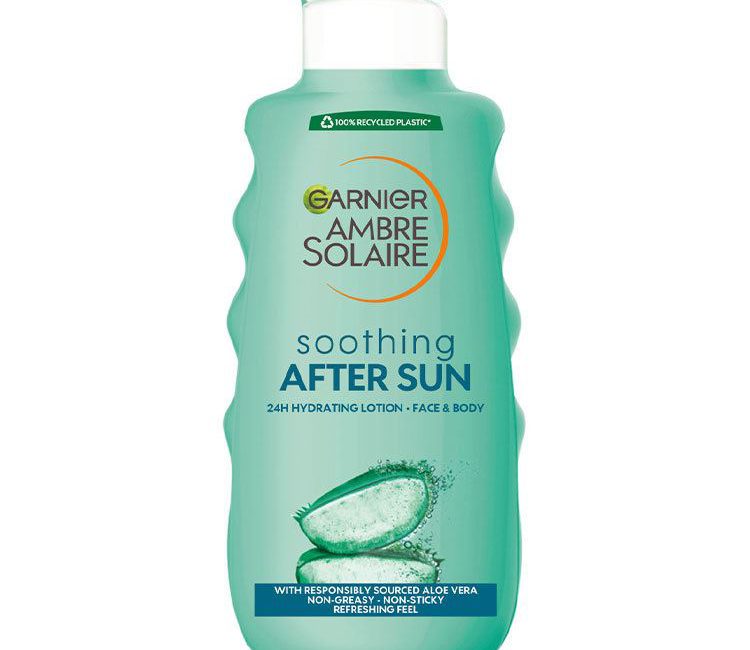 100% RECYCLED PLASTIC*
GARNIER
AMBRE
SOLAIRE
soothing
AFTER SUN
24H HYDRATING LOTION • FACE & BODY
WITH RESPONSIBLY SOURCED ALOE VERA
NON-GREASY - NON-STICKY
REFRESHING FEEL